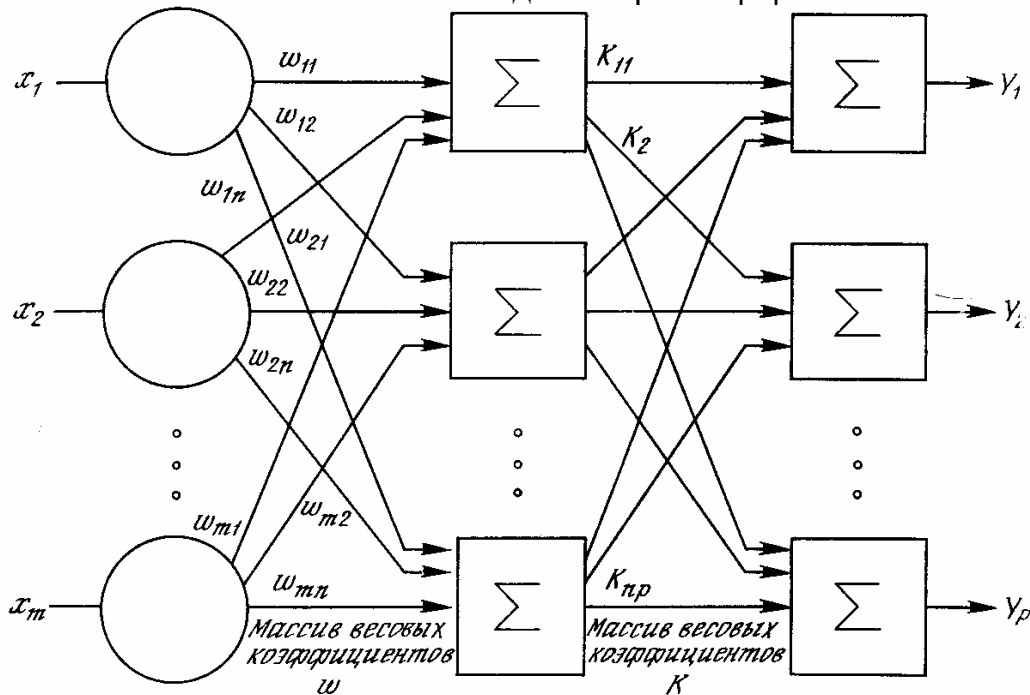 x₁
w₁₁
Σ
K₁₁
Σ
Y₁
w₁₂
K₂
w₁ₙ
w₂₁
x₂
w₂₂
Σ
Σ
Y₂
w₂ₙ
wₘ₁
wₘ₂
xₘ
wₘₙ
Σ
Kₙₚ
Σ
Yₚ
Массив весовых
коэффициентов
w
Массив весовых
коэффициентов
K